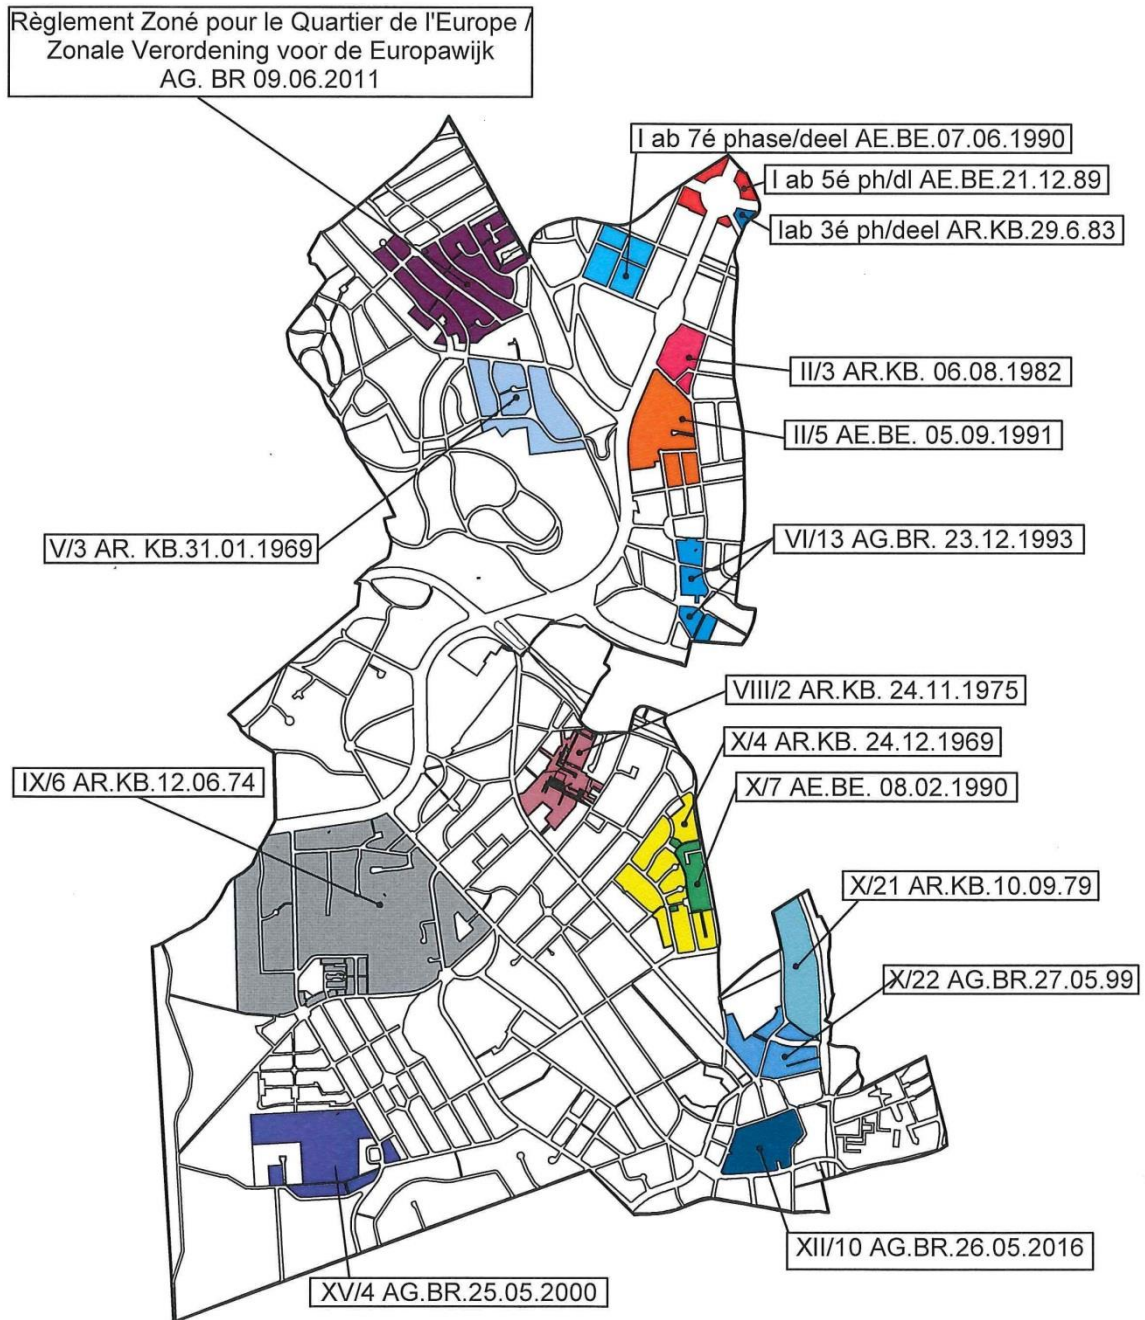 Règlement Zoné pour le Quartier de l'Europe /
Zonale Verordening voor de Europawijk
AG. BR 09.06.2011
I ab 7é phase/deel AE.BE.07.06.1990
I ab 5é ph/dl AE.BE.21.12.89
Iab 3é ph/deel AR.KB.29.6.83
II/3 AR.KB. 06.08.1982
II/5 AE.BE. 05.09.1991
V/3 AR. KB.31.01.1969
VI/13 AG.BR. 23.12.1993
VIII/2 AR.KB. 24.11.1975
X/4 AR.KB. 24.12.1969
IX/6 AR.KB.12.06.74
X/7 AE.BE. 08.02.1990
X/21 AR.KB.10.09.79
X/22 AG.BR.27.05.99
XII/10 AG.BR.26.05.2016
XV/4 AG.BR.25.05.2000